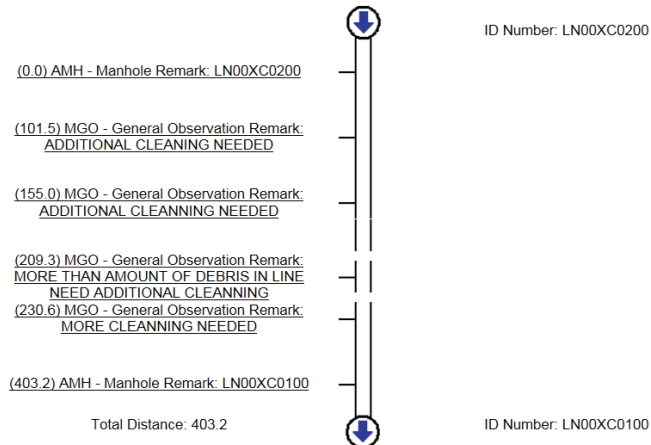 ID Number: LN00XC0200
(0.0) AMH - Manhole Remark: LN00XC0200
(101.5) MGO - General Observation Remark:
ADDITIONAL CLEANING NEEDED
(155.0) MGO - General Observation Remark:
ADDITIONAL CLEANNING NEEDED
(209.3) MGO - General Observation Remark:
MORE THAN AMOUNT OF DEBRIS IN LINE
NEED ADDITIONAL CLEANNING
(230.6) MGO - General Observation Remark:
MORE CLEANNING NEEDED
(403.2) AMH - Manhole Remark: LN00XC0100
Total Distance: 403.2
ID Number: LN00XC0100